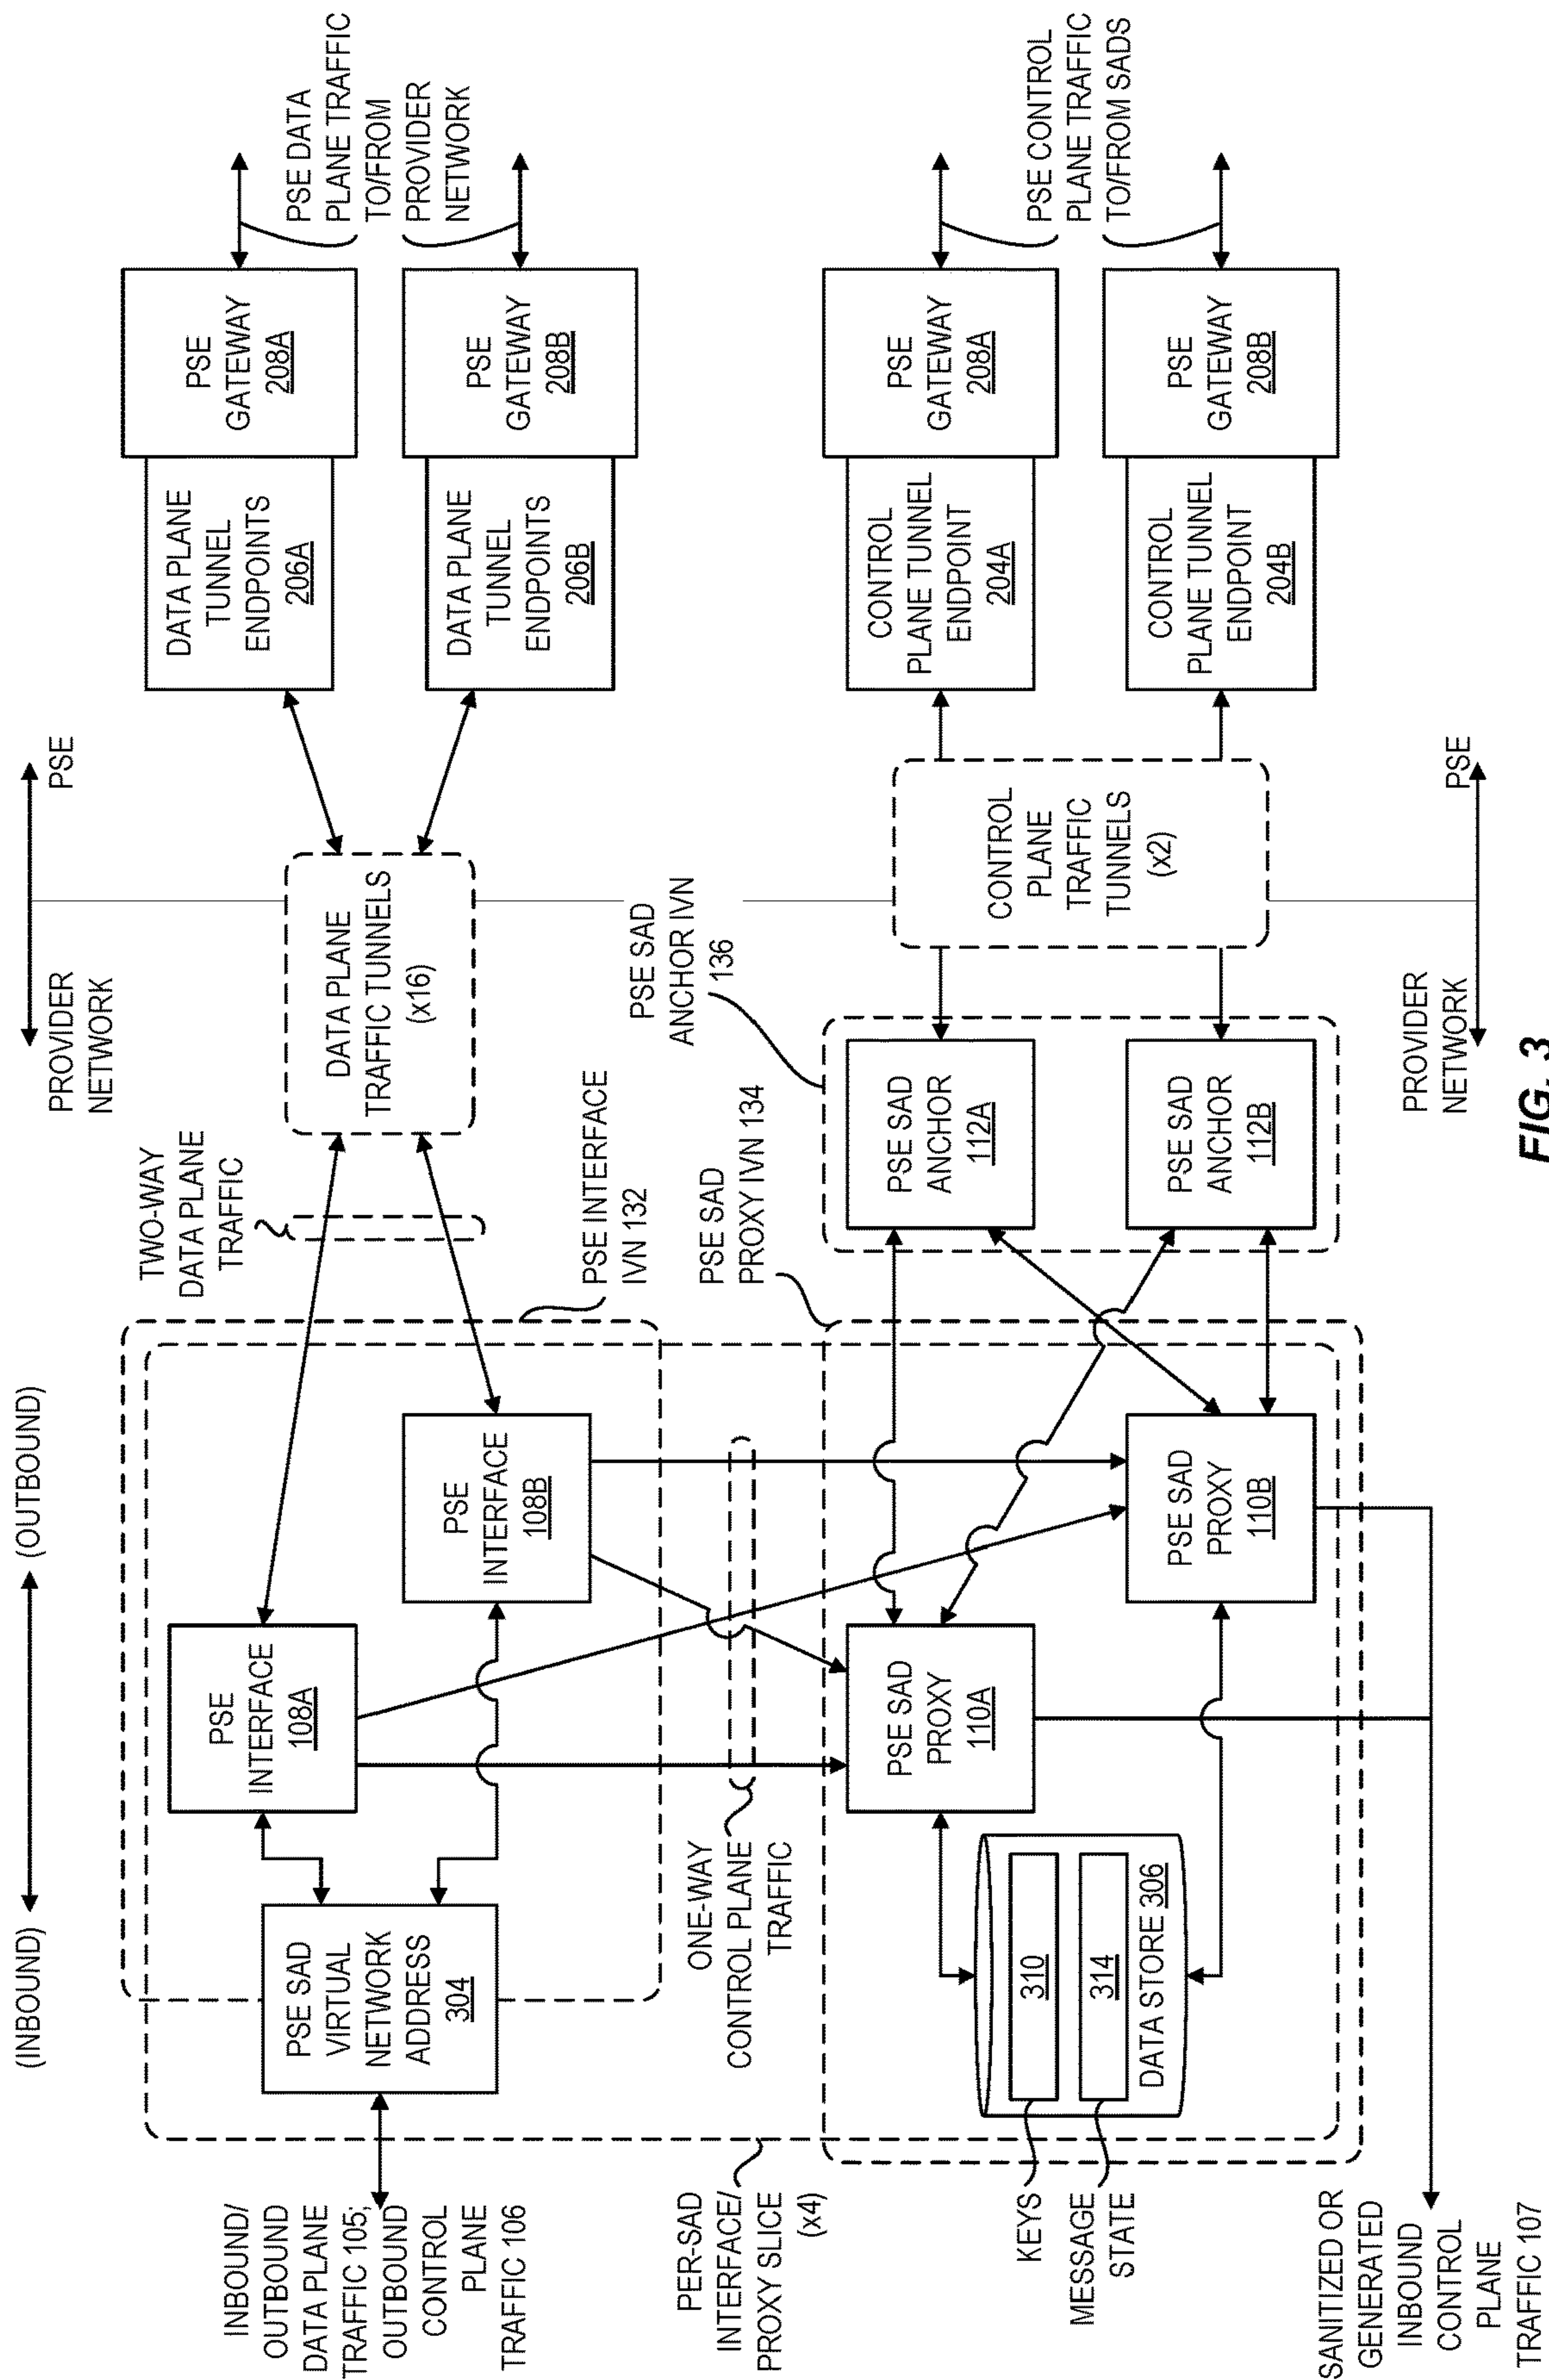 (INBOUND)
(OUTBOUND)
PROVIDER
NETWORK
PSE
INBOUND/
OUTBOUND
DATA PLANE
TRAFFIC 105;
OUTBOUND
CONTROL
PLANE
TRAFFIC 106
PSE SAD
VIRTUAL
NETWORK
ADDRESS
304
PSE
INTERFACE
108A
PSE
INTERFACE
108B
TWO-WAY
DATA PLANE
TRAFFIC
PSE INTERFACE
IVN 132
DATA PLANE
TRAFFIC TUNNELS
(x16)
DATA PLANE
TUNNEL
ENDPOINTS
206A
PSE
GATEWAY
208A
DATA PLANE
TUNNEL
ENDPOINTS
206B
PSE
GATEWAY
208B
PSE DATA
PLANE TRAFFIC
TO/FROM
PROVIDER
NETWORK
PER-SAD
INTERFACE/
PROXY SLICE
(x4)
ONE-WAY
CONTROL PLANE
TRAFFIC
PSE SAD
PROXY IVN 134
PSE SAD
ANCHOR IVN
136
KEYS
310
MESSAGE
STATE
314
DATA STORE 306
PSE SAD
PROXY
110A
PSE SAD
PROXY
110B
PSE SAD
ANCHOR
112A
PSE SAD
ANCHOR
112B
CONTROL
PLANE
TRAFFIC
TUNNELS
(x2)
CONTROL
PLANE TUNNEL
ENDPOINT
204A
PSE
GATEWAY
208A
CONTROL
PLANE TUNNEL
ENDPOINT
204B
PSE
GATEWAY
208B
PSE CONTROL
PLANE TRAFFIC
TO/FROM SADS
SANITIZED OR
GENERATED
INBOUND
CONTROL
PLANE
TRAFFIC 107
PROVIDER
NETWORK
PSE
FIG. 3